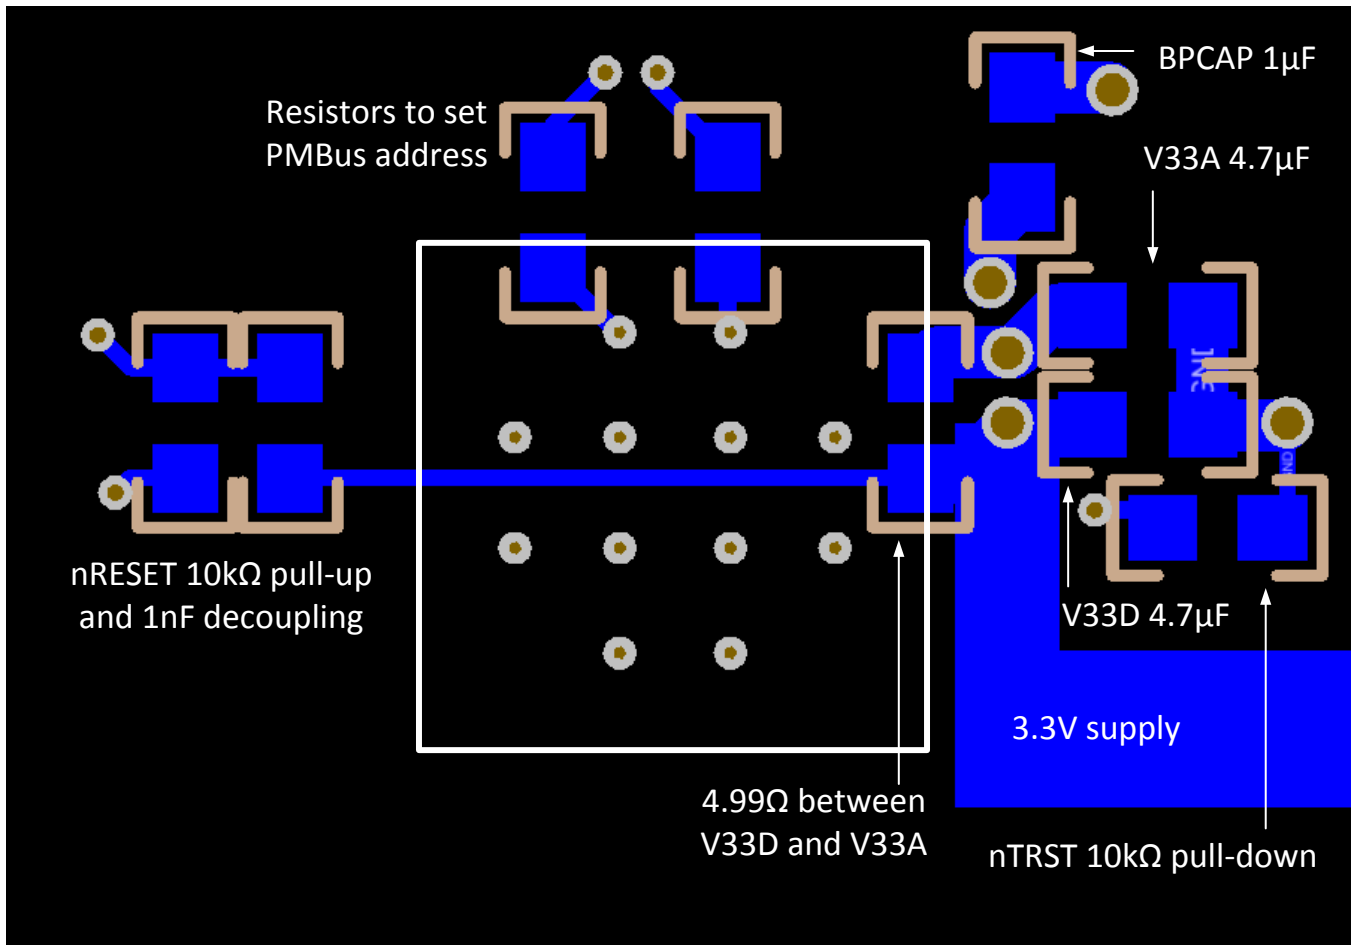 BPCAP 1µF
Resistors to set
PMBus address
V33A 4.7µF
nRESET 10kΩ pull-up
and 1nF decoupling
V33D 4.7µF
3.3V supply
4.99Ω between
V33D and V33A
nTRST 10kΩ pull-down